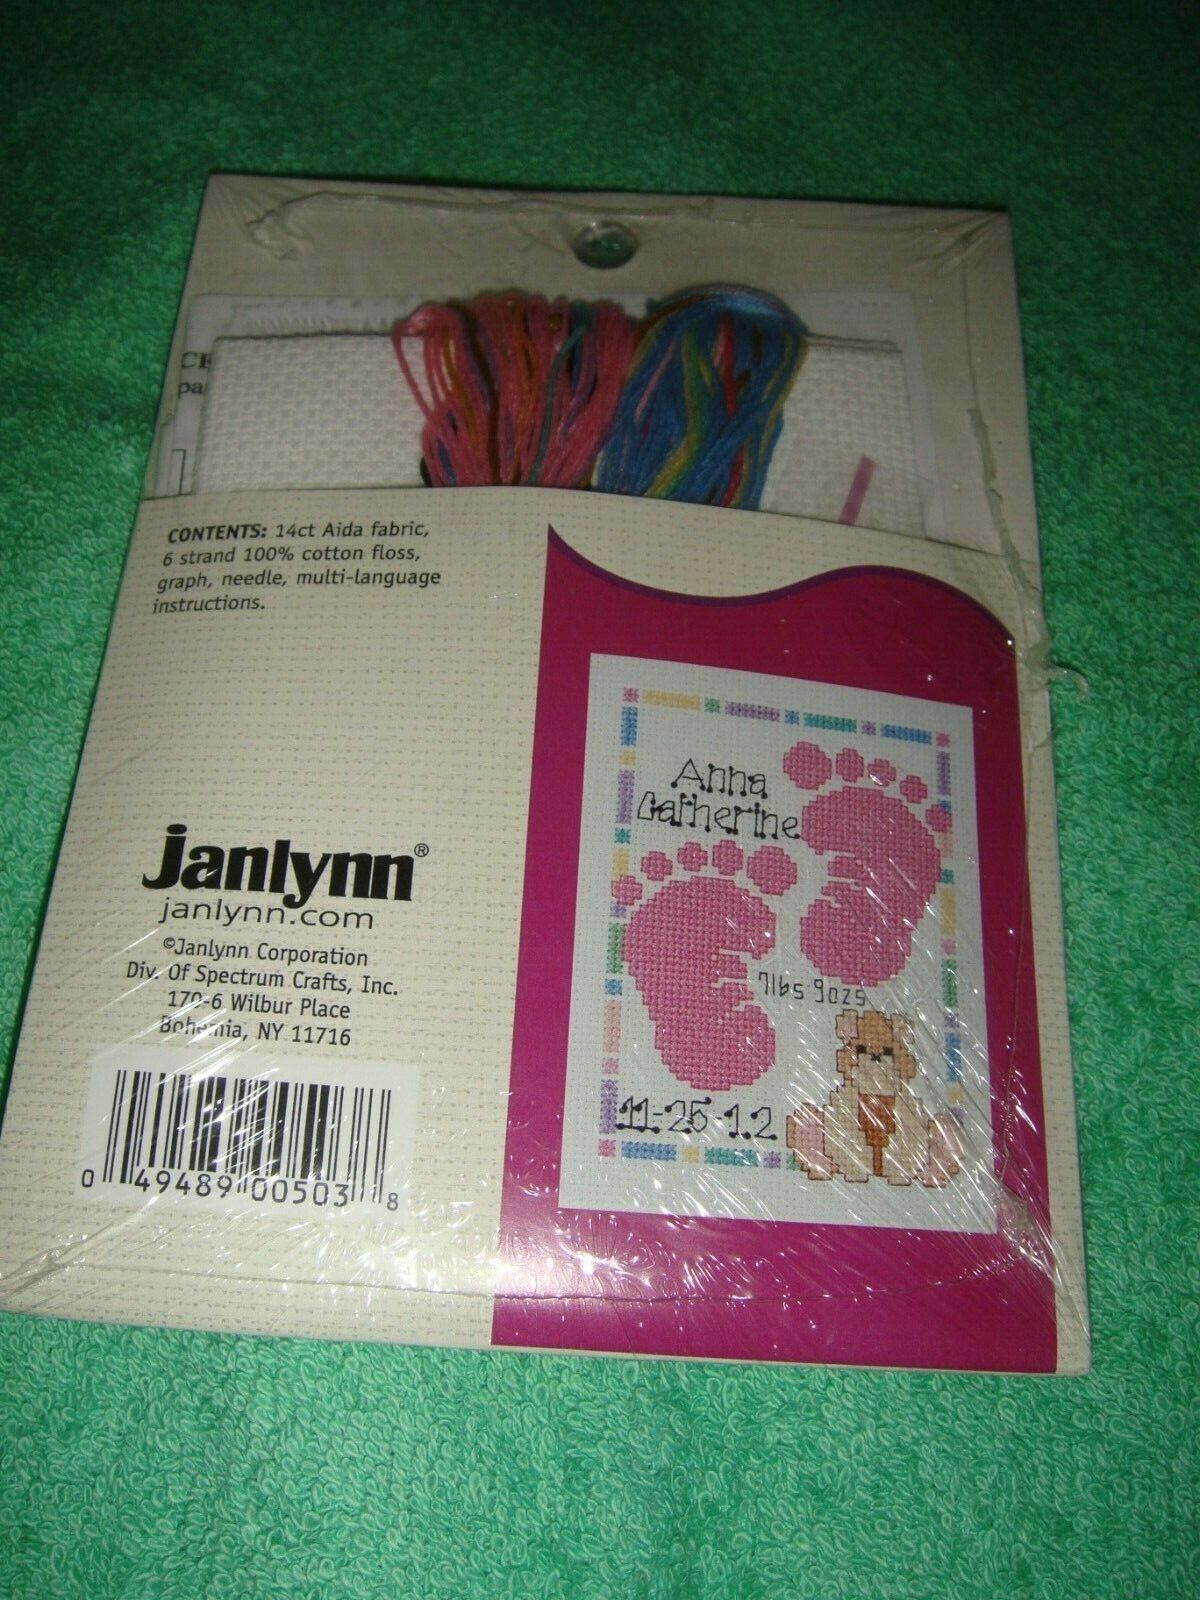 CONTENTS: 14ct Aida fabric,
6 strand 100% cotton floss,
graph, needle, multi-language
instructions.
Anna
Catherine
7lbs 9ozs
11-25-12
janlynn®
janlynn.com
©Janlynn Corporation
Div. Of Spectrum Crafts, Inc.
170-6 Wilbur Place
Bohemia, NY 11716
0 49489 00503 8